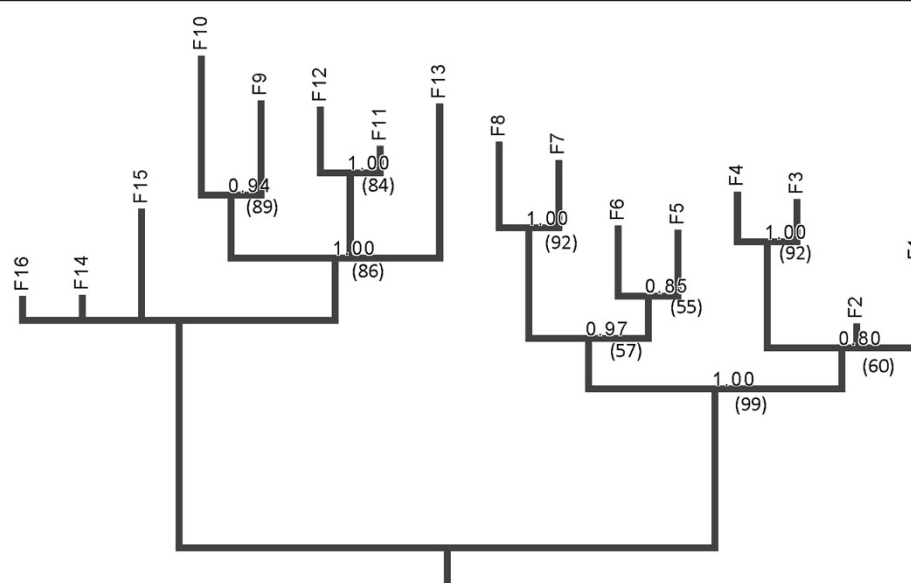 F10
F9
F12
F11
F13
F15
F16
F14
F8
F7
F6
F5
F4
F3
F2
0.94
(89)
1.00
(84)
1.00
(86)
1.00
(92)
0.85
(55)
0.97
(57)
1.00
(92)
0.80
(60)
1.00
(99)